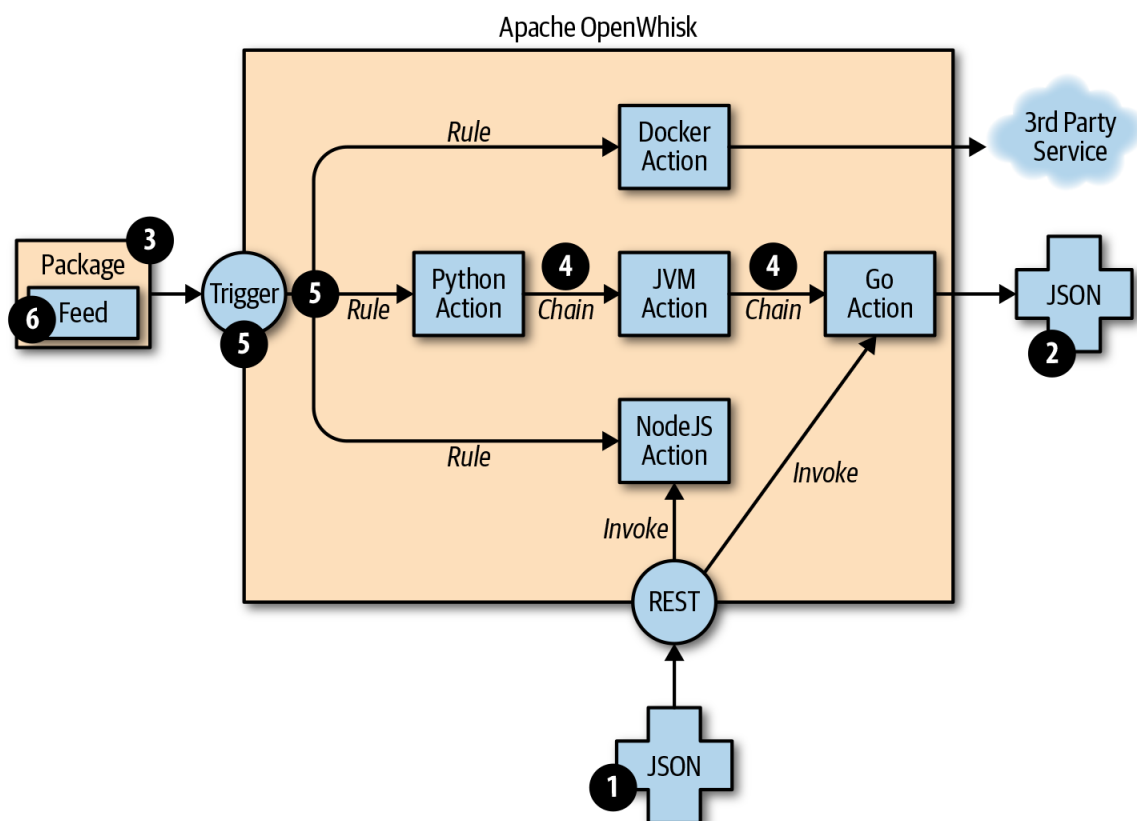 Apache OpenWhisk
Rule
Docker
Action
3rd Party
Service
3
Package
6
Feed
Trigger
5
5
Rule
Python
Action
4
Chain
JVM
Action
4
Chain
Go
Action
JSON
2
Rule
NodeJS
Action
Invoke
Invoke
REST
JSON
1